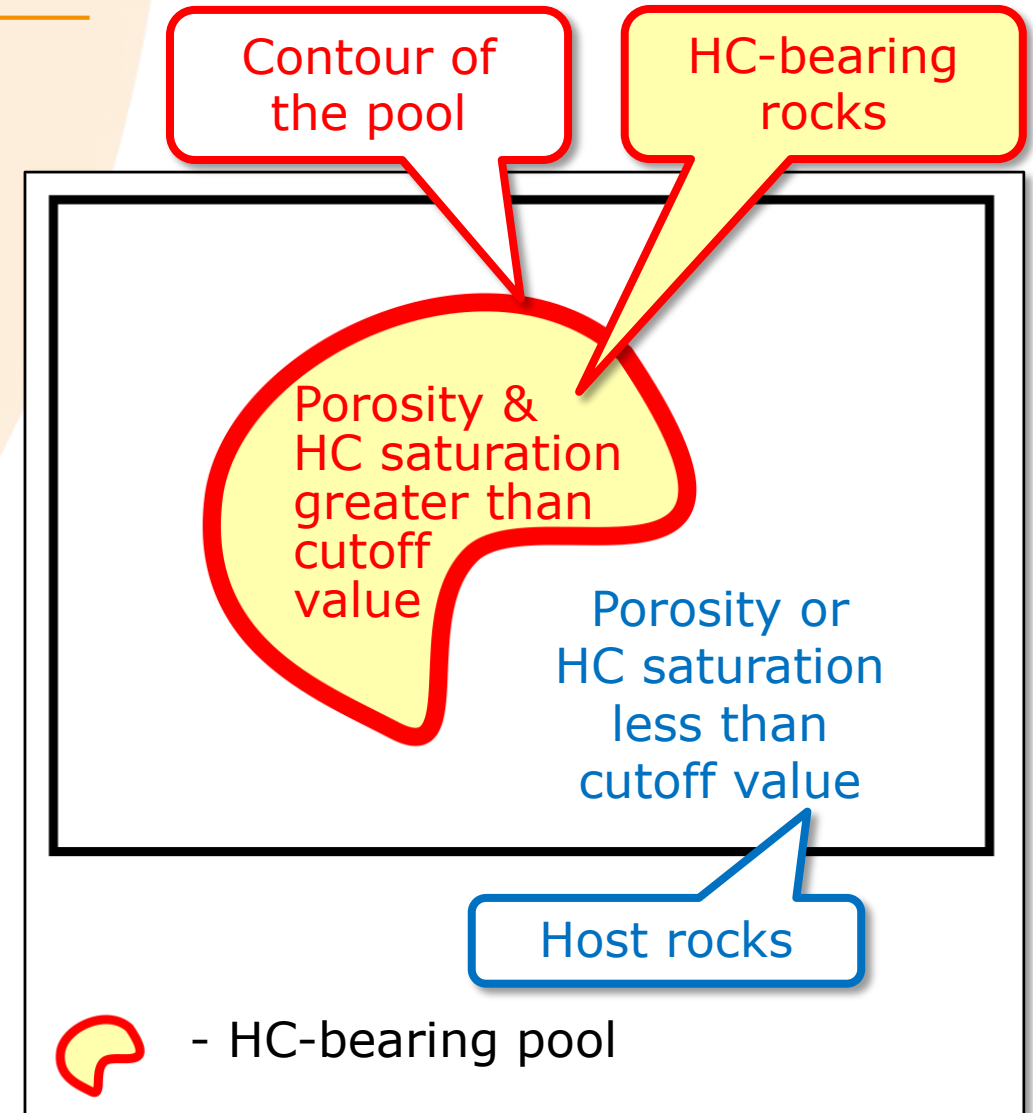 Contour of
the pool
HC-bearing
rocks
Porosity &
HC saturation
greater than
cutoff
value
Porosity or
HC saturation
less than
cutoff value
Host rocks
- HC-bearing pool